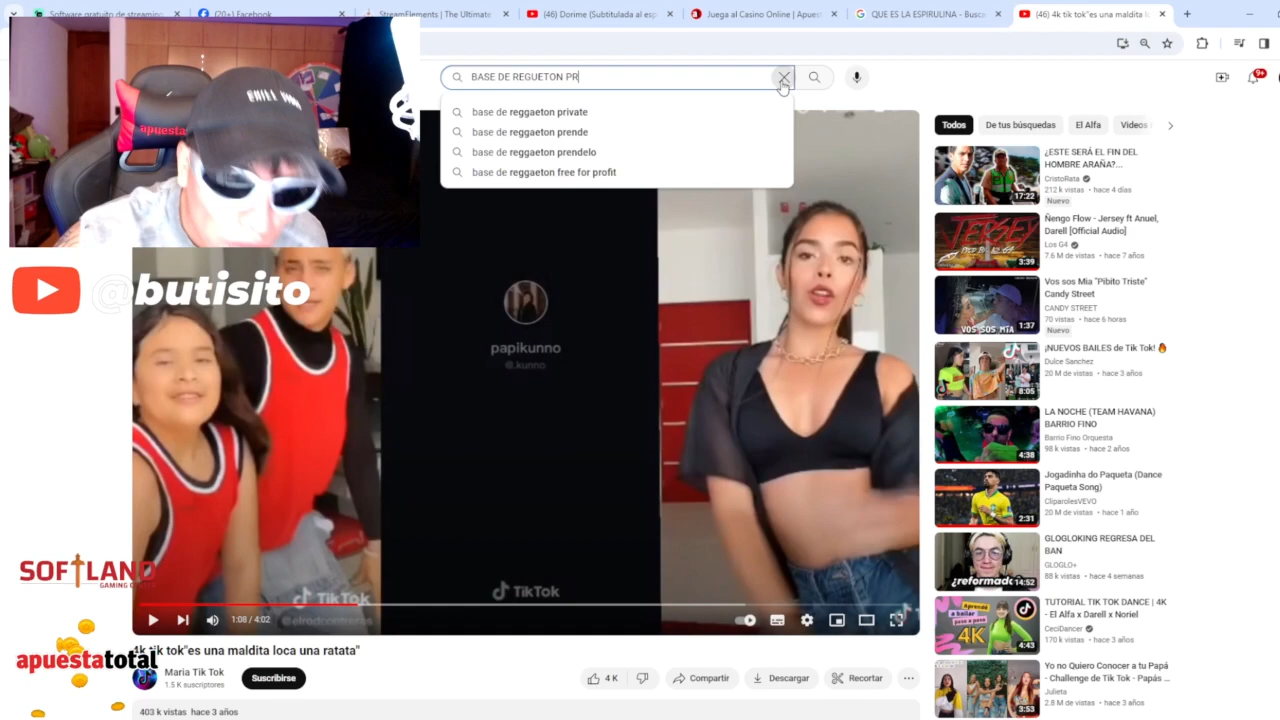 Software gratuito de streaming
(20+) Facebook
StreamElements | The Ultimate
(46) Dorime (Subtitulada al esp
Juega al Casino Online | Apuest
QUE ES LA ESPIRULINA - Busca
(46) 4k tik tok"es una maldita l
BASE DE REGUETON PR
base de reggaeton private
base de reggaeton prende
base de reggaeton prendelo
base de reggaeton free for profit
9+
apuesta
@butisito
papikunno
@.kunno
TikTok
TikTok
@elrodcontreras
1:08 / 4:02
SOFTLAND
apuestatotal
4k tik tok"es una maldita loca una ratata"
Maria Tik Tok
1.5 K suscriptores
Suscribirse
4 K
Compartir
Descargar
Recortar
403 k vistas hace 3 años
Todos
De tus búsquedas
El Alfa
Videos
¿ESTE SERÁ EL FIN DEL
HOMBRE ARAÑA?...
CristoRata
212 k vistas • hace 4 días
Nuevo
17:22
Ñengo Flow - Jersey ft Anuel,
Darell [Official Audio]
Los G4
7.6 M de vistas • hace 7 años
JERSEY
3:39
Vos sos Mia "Pibito Triste"
Candy Street
CANDY STREET
70 vistas • hace 6 horas
Nuevo
VOS SOS MIA
1:37
¡NUEVOS BAILES de Tik Tok!
Dulce Sanchez
20 M de vistas • hace 3 años
8:05
LA NOCHE (TEAM HAVANA)
BARRIO FINO
Barrio Fino Orquesta
98 k vistas • hace 2 años
4:38
Jogadinha do Paqueta (Dance
Paqueta Song)
CliparolesVEVO
20 M de vistas • hace 1 año
2:31
GLOGLOKING REGRESA DEL
BAN
GLOGLO+
88 k vistas • hace 4 semanas
¿reformado
14:52
TUTORIAL TIK TOK DANCE | 4K
- El Alfa x Darell x Noriel
CeciDancer
170 k vistas • hace 3 años
4K
4:43
Yo no Quiero Conocer a tu Papá
- Challenge de Tik Tok - Papás ...
Julieta
2.8 M de vistas • hace 3 años
3:53